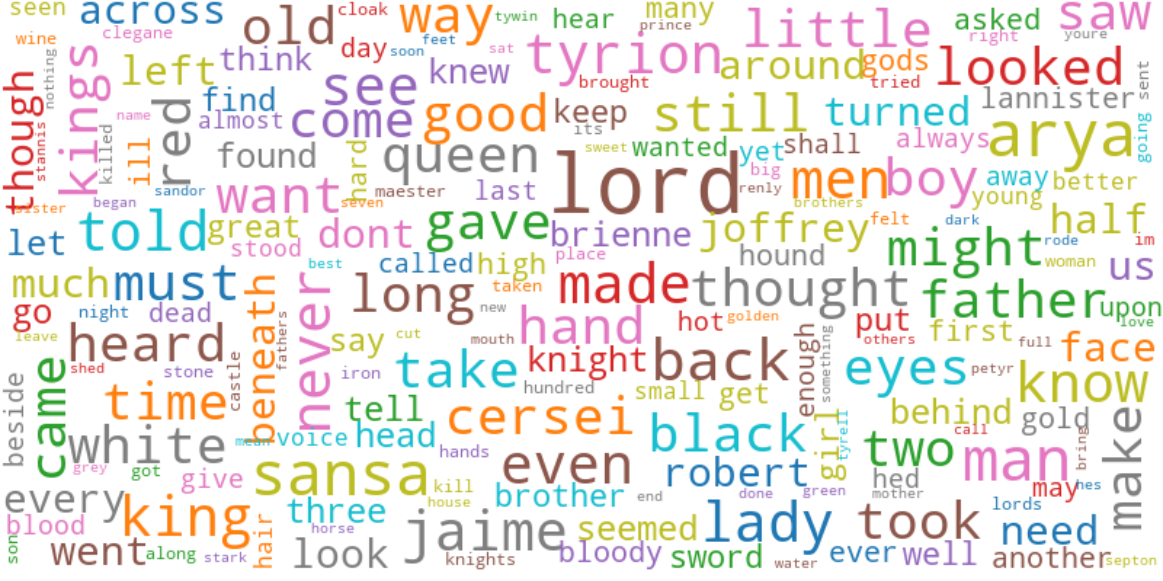 seen across old cloak way tywin hear many prince little asked saw
wine clegane day feet soon sat tyrion right youre
nothing kings left think knew brought around gods tried looked sent
though stannis name killed ill red find almost see come good keep its still turned lannister going
found hard queen sweet wanted yet shall always arya
sandor want maester last lord renly big men boy away better
sister began seven brothers young
let told great stood dont gave brienne joffrey felt dark half
much must best called high place hound might rode woman im us
taken made thought father upon
go night dead beneath fathers never long new hand hot golden put first love
leave heard say cut mouth knight back enough something others full face
shed stone castle iron take hundred eyes petyr know
beside came time tell small get behind gold
white mean voice head cersei black girl tyrell call two man bring make
grey got give sansa hands even robert hed may hes
every blood king three kill house brother end done green mother lords
son hair horse look jaime seemed lady took need
went along stark knights bloody sword water ever well another septon